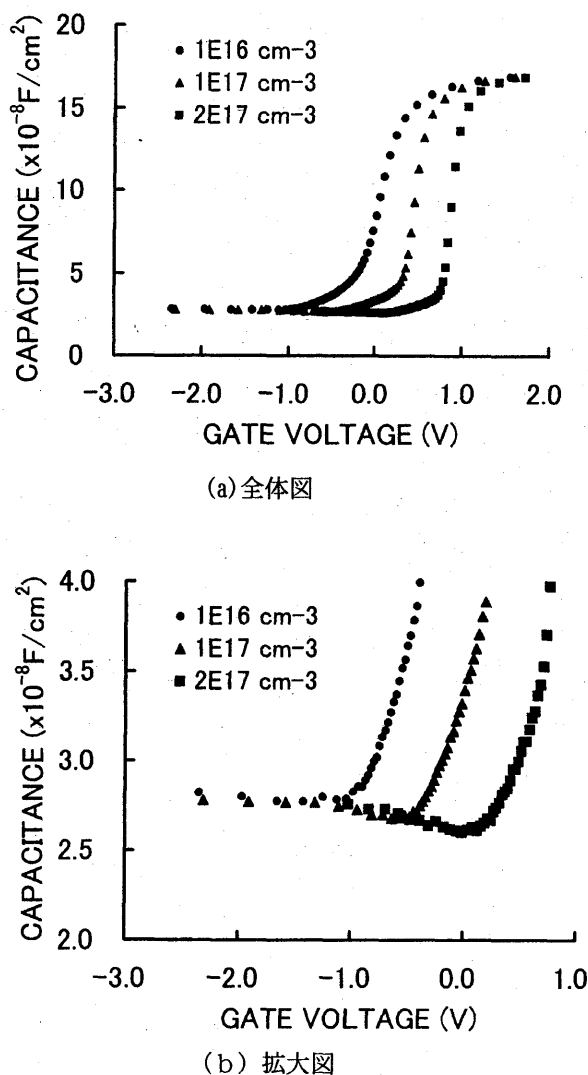 20
15
10
5
0
CAPACITANCE (x10⁻⁸F/cm²)
● 1E16 cm-3
▲ 1E17 cm-3
■ 2E17 cm-3
-3.0 -2.0 -1.0 0.0 1.0 2.0
GATE VOLTAGE (V)
(a)全体図
4.0
3.5
3.0
2.5
2.0
CAPACITANCE (x10⁻⁸F/cm²)
● 1E16 cm-3
▲ 1E17 cm-3
■ 2E17 cm-3
-3.0 -2.0 -1.0 0.0 1.0
GATE VOLTAGE (V)
(b) 拡大図